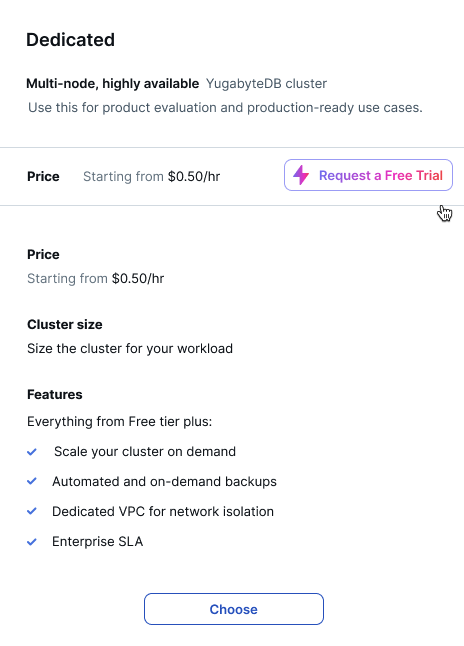 Dedicated
Multi-node, highly available YugabyteDB cluster
Use this for product evaluation and production-ready use cases.
Price Starting from $0.50/hr Request a Free Trial
Price
Starting from $0.50/hr
Cluster size
Size the cluster for your workload
Features
Everything from Free tier plus:
Scale your cluster on demand
Automated and on-demand backups
Dedicated VPC for network isolation
Enterprise SLA
Choose